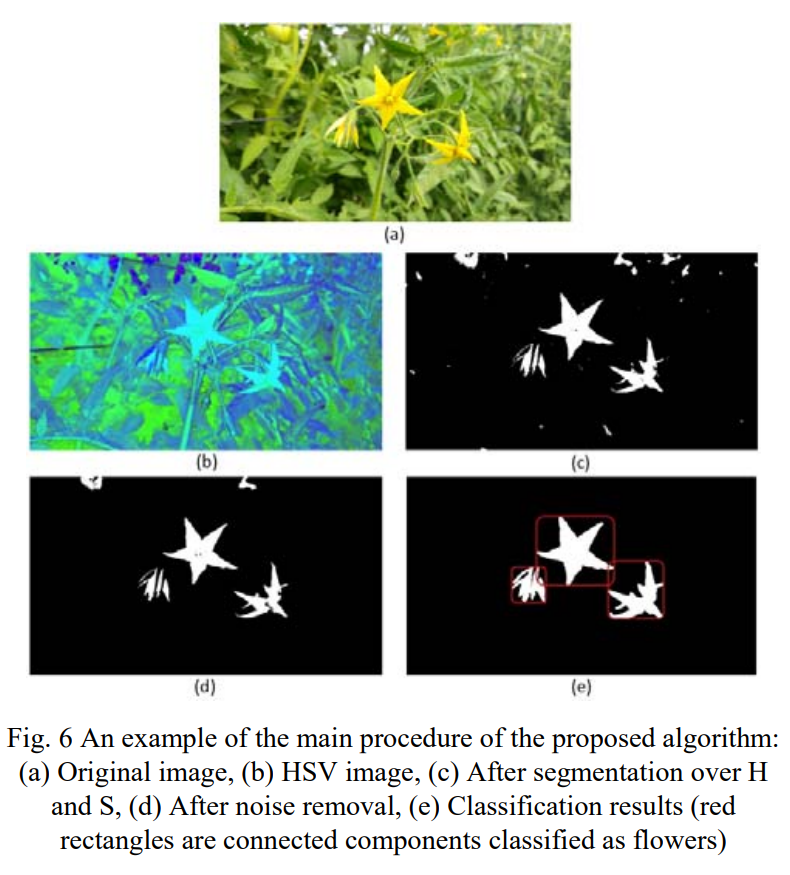 (a)
(b)
(c)
(d)
(e)
Fig. 6 An example of the main procedure of the proposed algorithm:
(a) Original image, (b) HSV image, (c) After segmentation over H
and S, (d) After noise removal, (e) Classification results (red
rectangles are connected components classified as flowers)